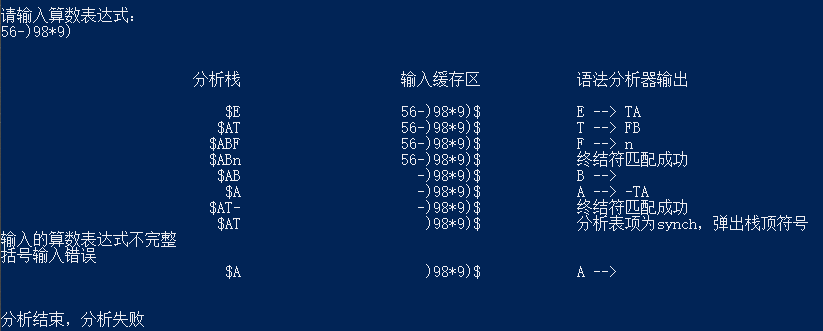 请输入算数表达式:
56-)98*9)
分析栈 输入缓存区 语法分析器输出
$E 56-)98*9)$ E --> TA
$AT 56-)98*9)$ T --> FB
$ABF 56-)98*9)$ F --> n
$ABn 56-)98*9)$ 终结符匹配成功
$AB -)98*9)$ B -->
$A -)98*9)$ A --> -TA
$AT- -)98*9)$ 终结符匹配成功
$AT )98*9)$ 分析表项为synch, 弹出栈顶符号
输入的算数表达式不完整
括号输入错误
$A )98*9)$ A -->
分析结束, 分析失败